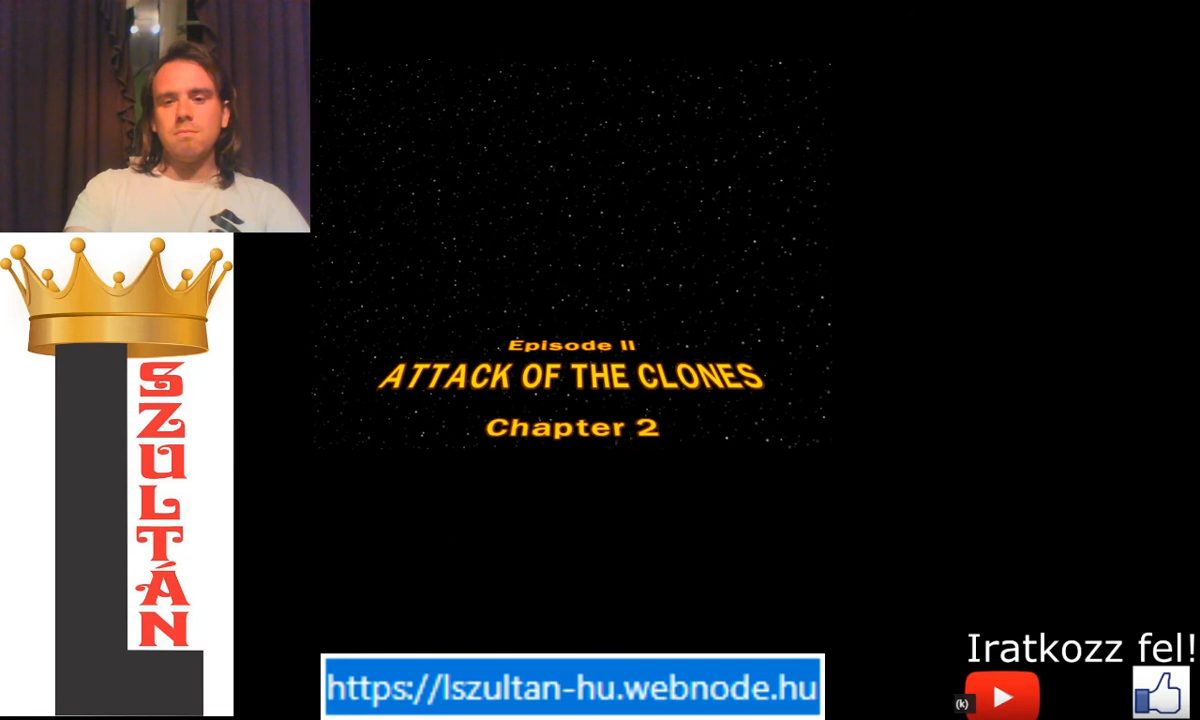 Episode II
ATTACK OF THE CLONES
Chapter 2
L
SZULTÁN
https://lszultan-hu.webnode.hu
Iratkozz fel!
(k)